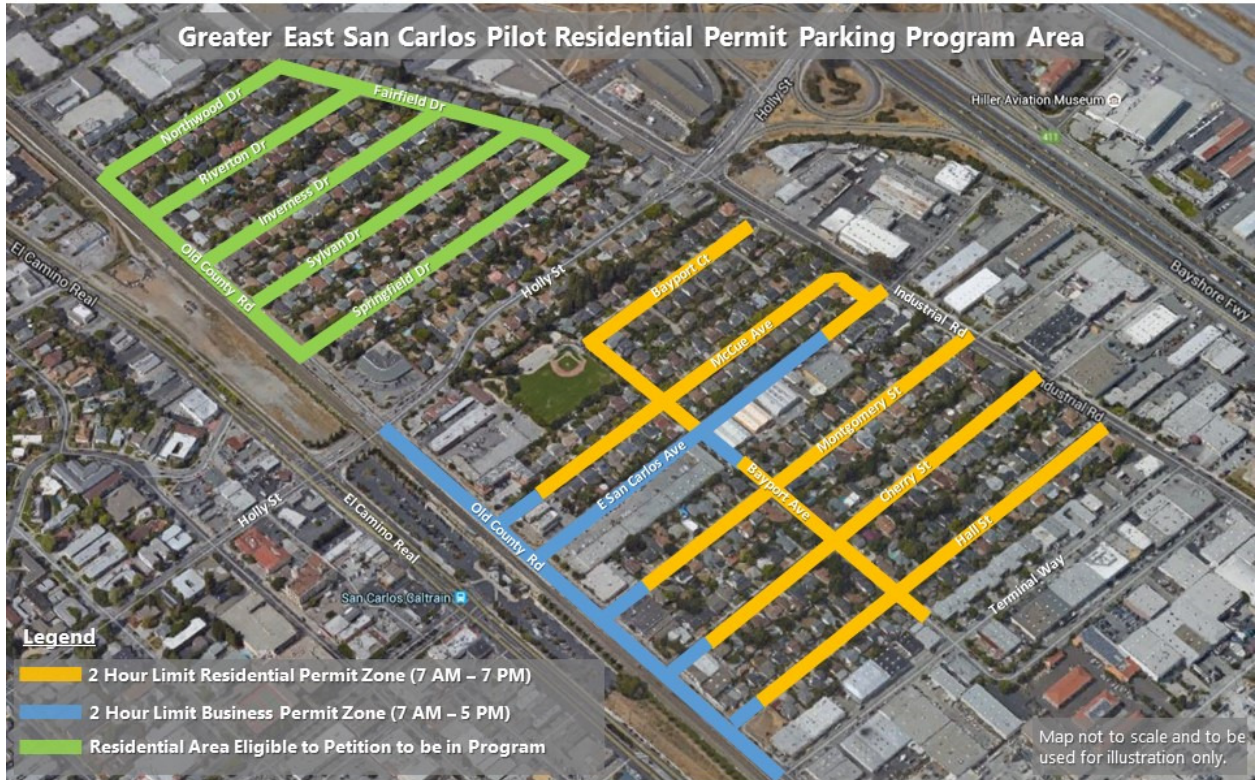 Greater East San Carlos Pilot Residential Permit Parking Program Area
Northwood Dr
Fairfield Dr
Holly St
Hiller Aviation Museum
411
Riverton Dr
Inverness Dr
Sylvan Dr
Springfield Dr
Old County Rd
El Camino Real
Holly St
Bayport Ct
Bayshore Fwy
Industrial Rd
McCue Ave
Industrial Rd
Montgomery St
E San Carlos Ave
Bayport Ave
Cherry St
Hall St
Old County Rd
Holly St
El Camino Real
Terminal Way
San Carlos Caltrain
Legend
2 Hour Limit Residential Permit Zone (7 AM – 7 PM)
2 Hour Limit Business Permit Zone (7 AM – 5 PM)
Residential Area Eligible to Petition to be in Program
Map not to scale and to be
used for illustration only.